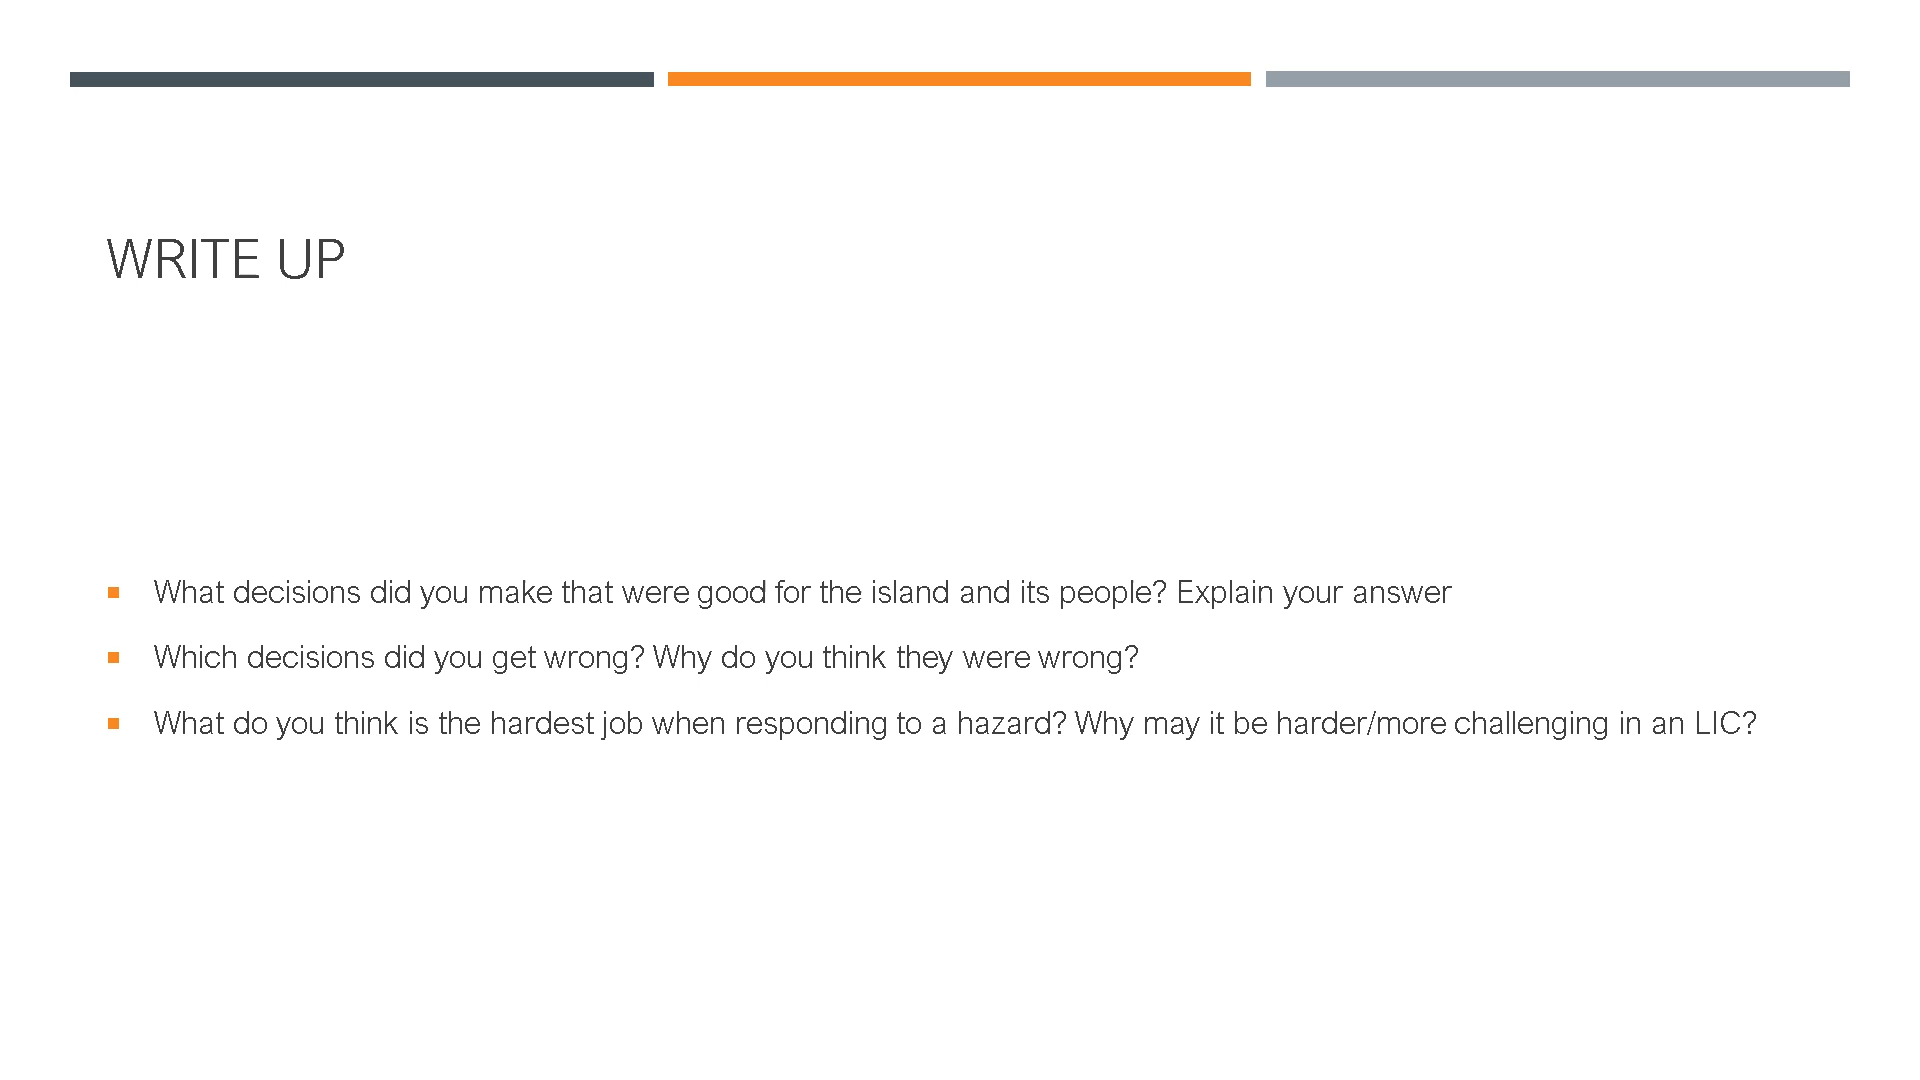 WRITE UP
What decisions did you make that were good for the island and its people? Explain your answer
Which decisions did you get wrong? Why do you think they were wrong?
What do you think is the hardest job when responding to a hazard? Why may it be harder/more challenging in an LIC?